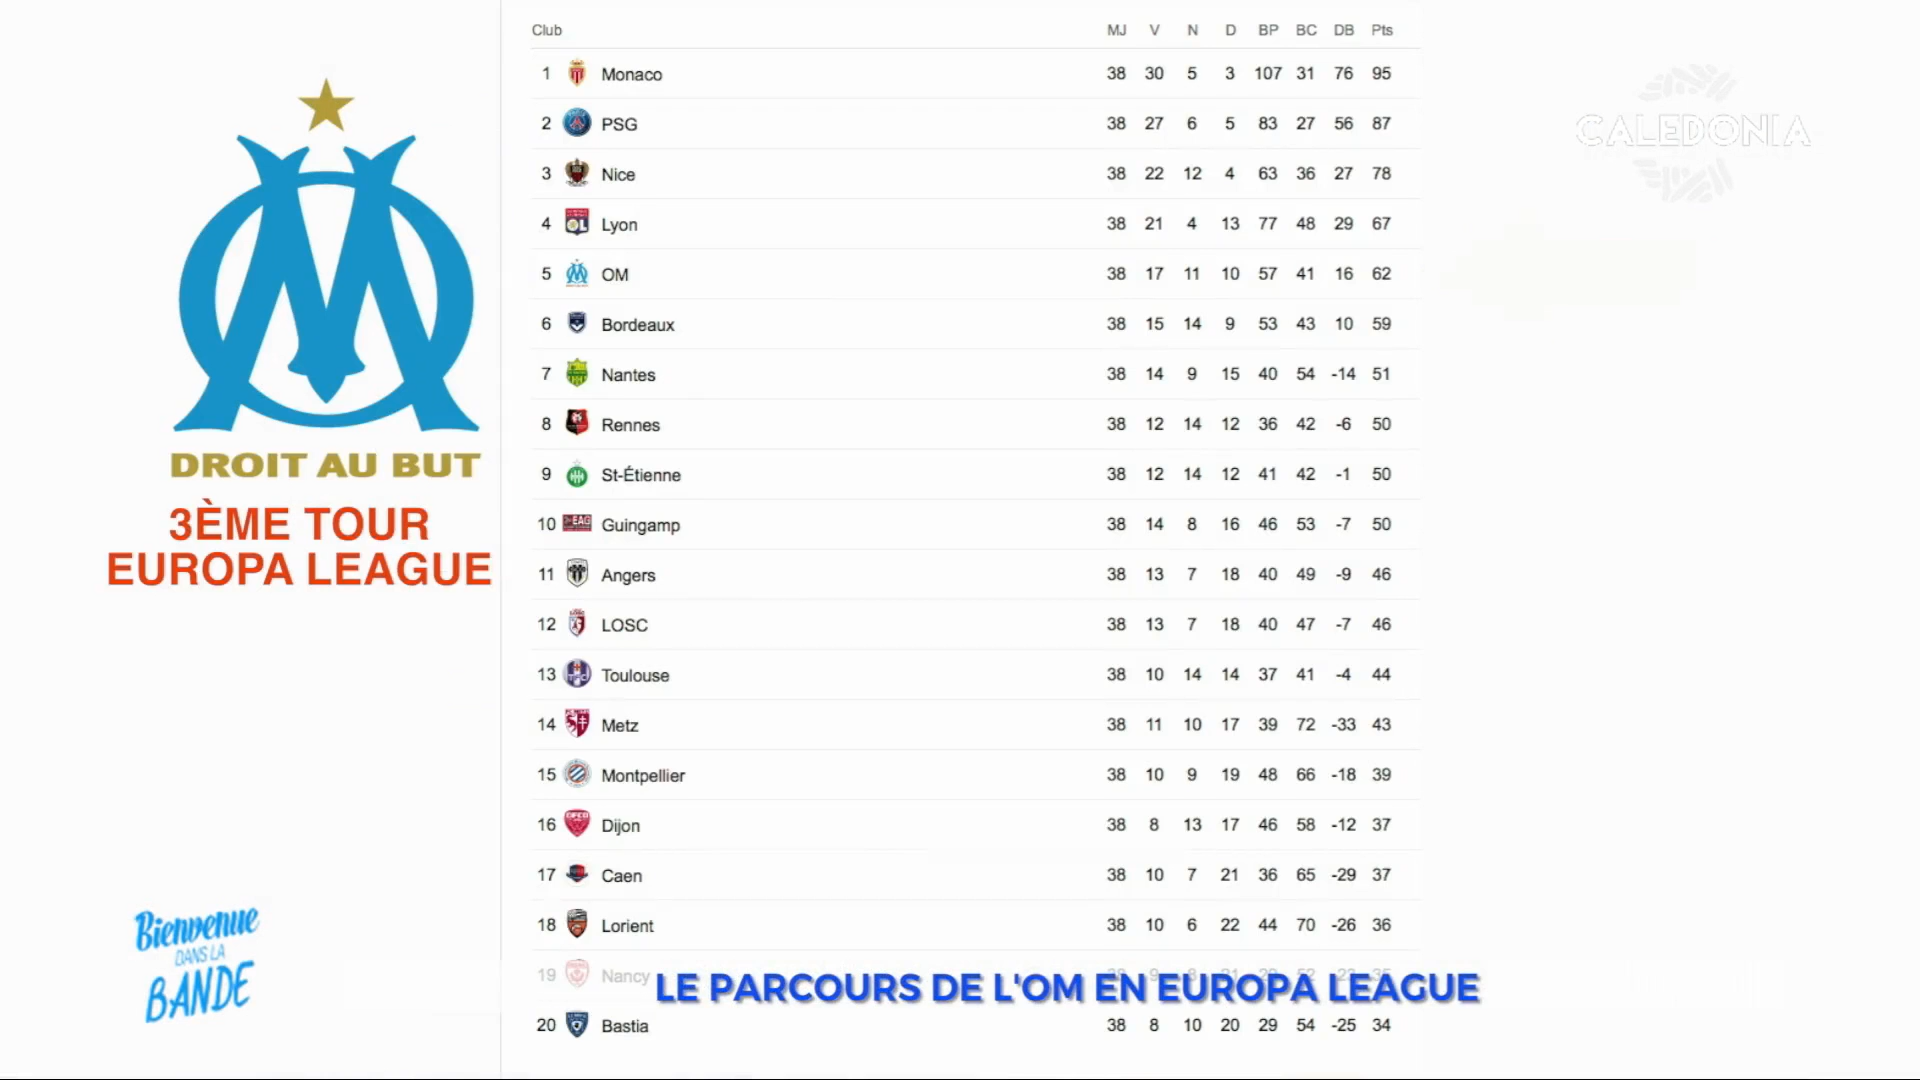 Club MJ V N D BP BC DB Pts
1 Monaco 38 30 5 3 107 31 76 95
2 PSG 38 27 6 5 83 27 56 87
3 Nice 38 22 12 4 63 36 27 78
4 Lyon 38 21 4 13 77 48 29 67
5 OM 38 17 11 10 57 41 16 62
6 Bordeaux 38 15 14 9 53 43 10 59
7 Nantes 38 14 9 15 40 54 -14 51
8 Rennes 38 12 14 12 36 42 -6 50
9 St-Étienne 38 12 14 12 41 42 -1 50
10 Guingamp 38 14 8 16 46 53 -7 50
11 Angers 38 13 7 18 40 49 -9 46
12 LOSC 38 13 7 18 40 47 -7 46
13 Toulouse 38 10 14 14 37 41 -4 44
14 Metz 38 11 10 17 39 72 -33 43
15 Montpellier 38 10 9 19 48 66 -18 39
16 Dijon 38 8 13 17 46 58 -12 37
17 Caen 38 10 7 21 36 65 -29 37
18 Lorient 38 10 6 22 44 70 -26 36
19 Nancy
20 Bastia 38 8 10 20 29 54 -25 34
DROIT AU BUT
3ÈME TOUR
EUROPA LEAGUE
CALEDONIA
Bienvenue
DANS LA
BANDE
LE PARCOURS DE L'OM EN EUROPA LEAGUE